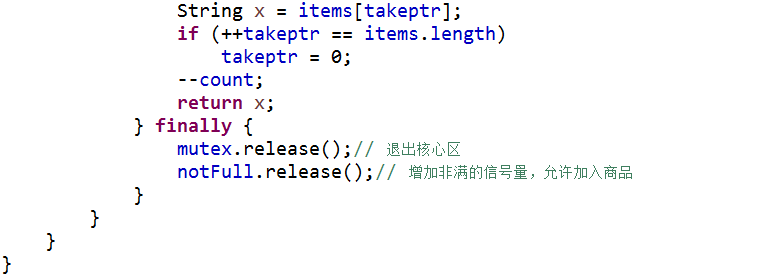 String x = items[takeptr];
if (++takeptr == items.length)
takeptr = 0;
--count;
return x;
} finally {
mutex.release();// 退出核心区
notFull.release();// 增加非满的信号量，允许加入商品
}
}
}
}